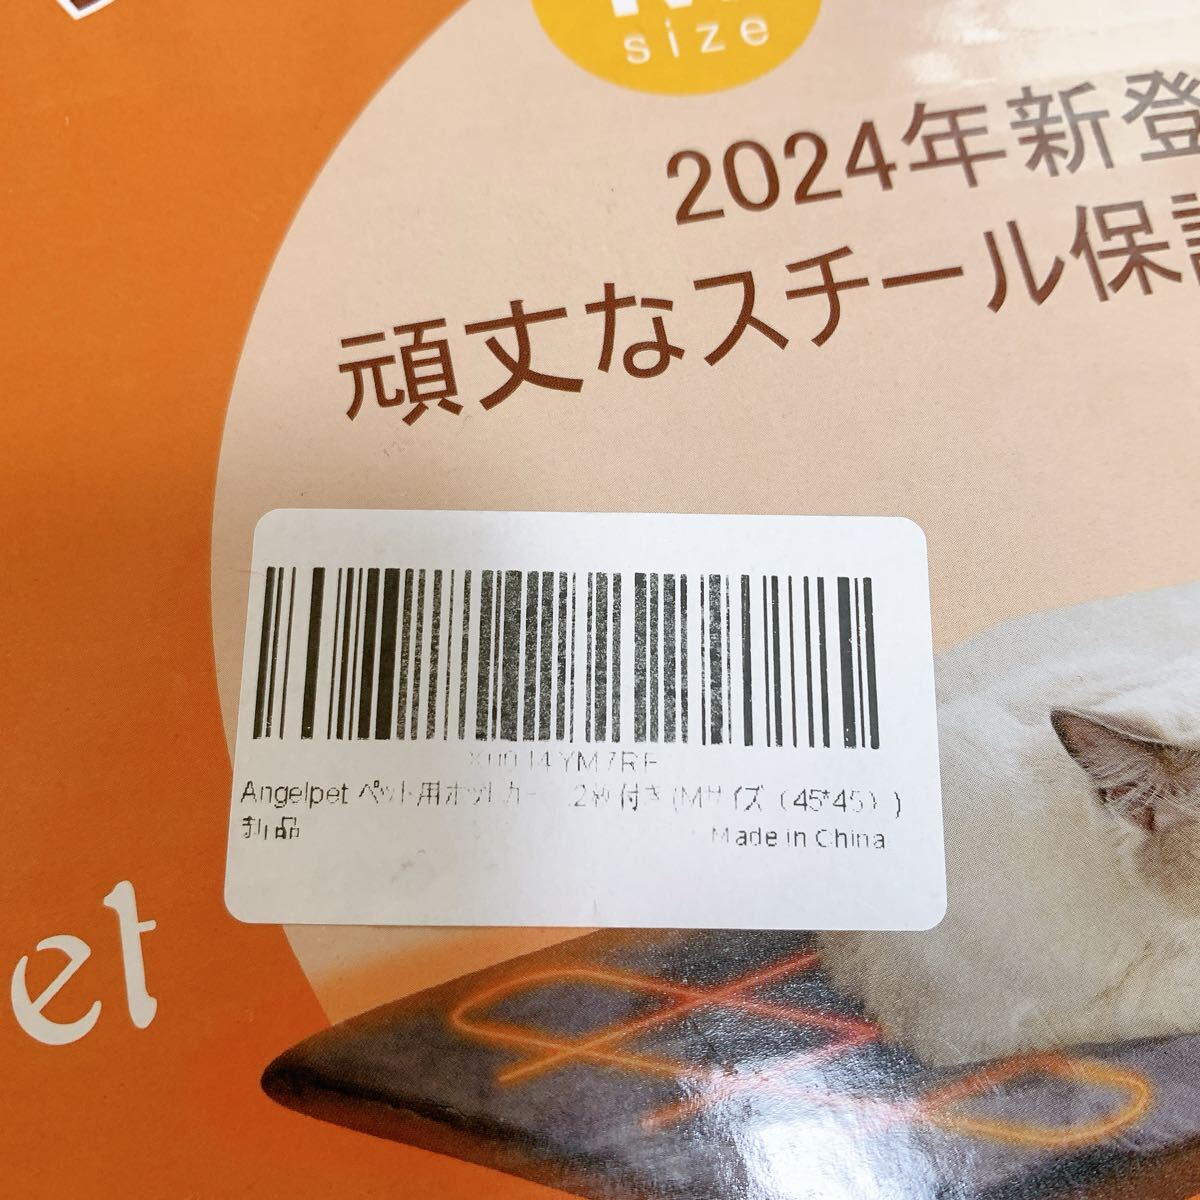 size
2024年新登
頑丈なスチール保
Angelpet ペット用ホットカー 2枚付き (Mサイズ（45*45）)
新品
Made in China
et